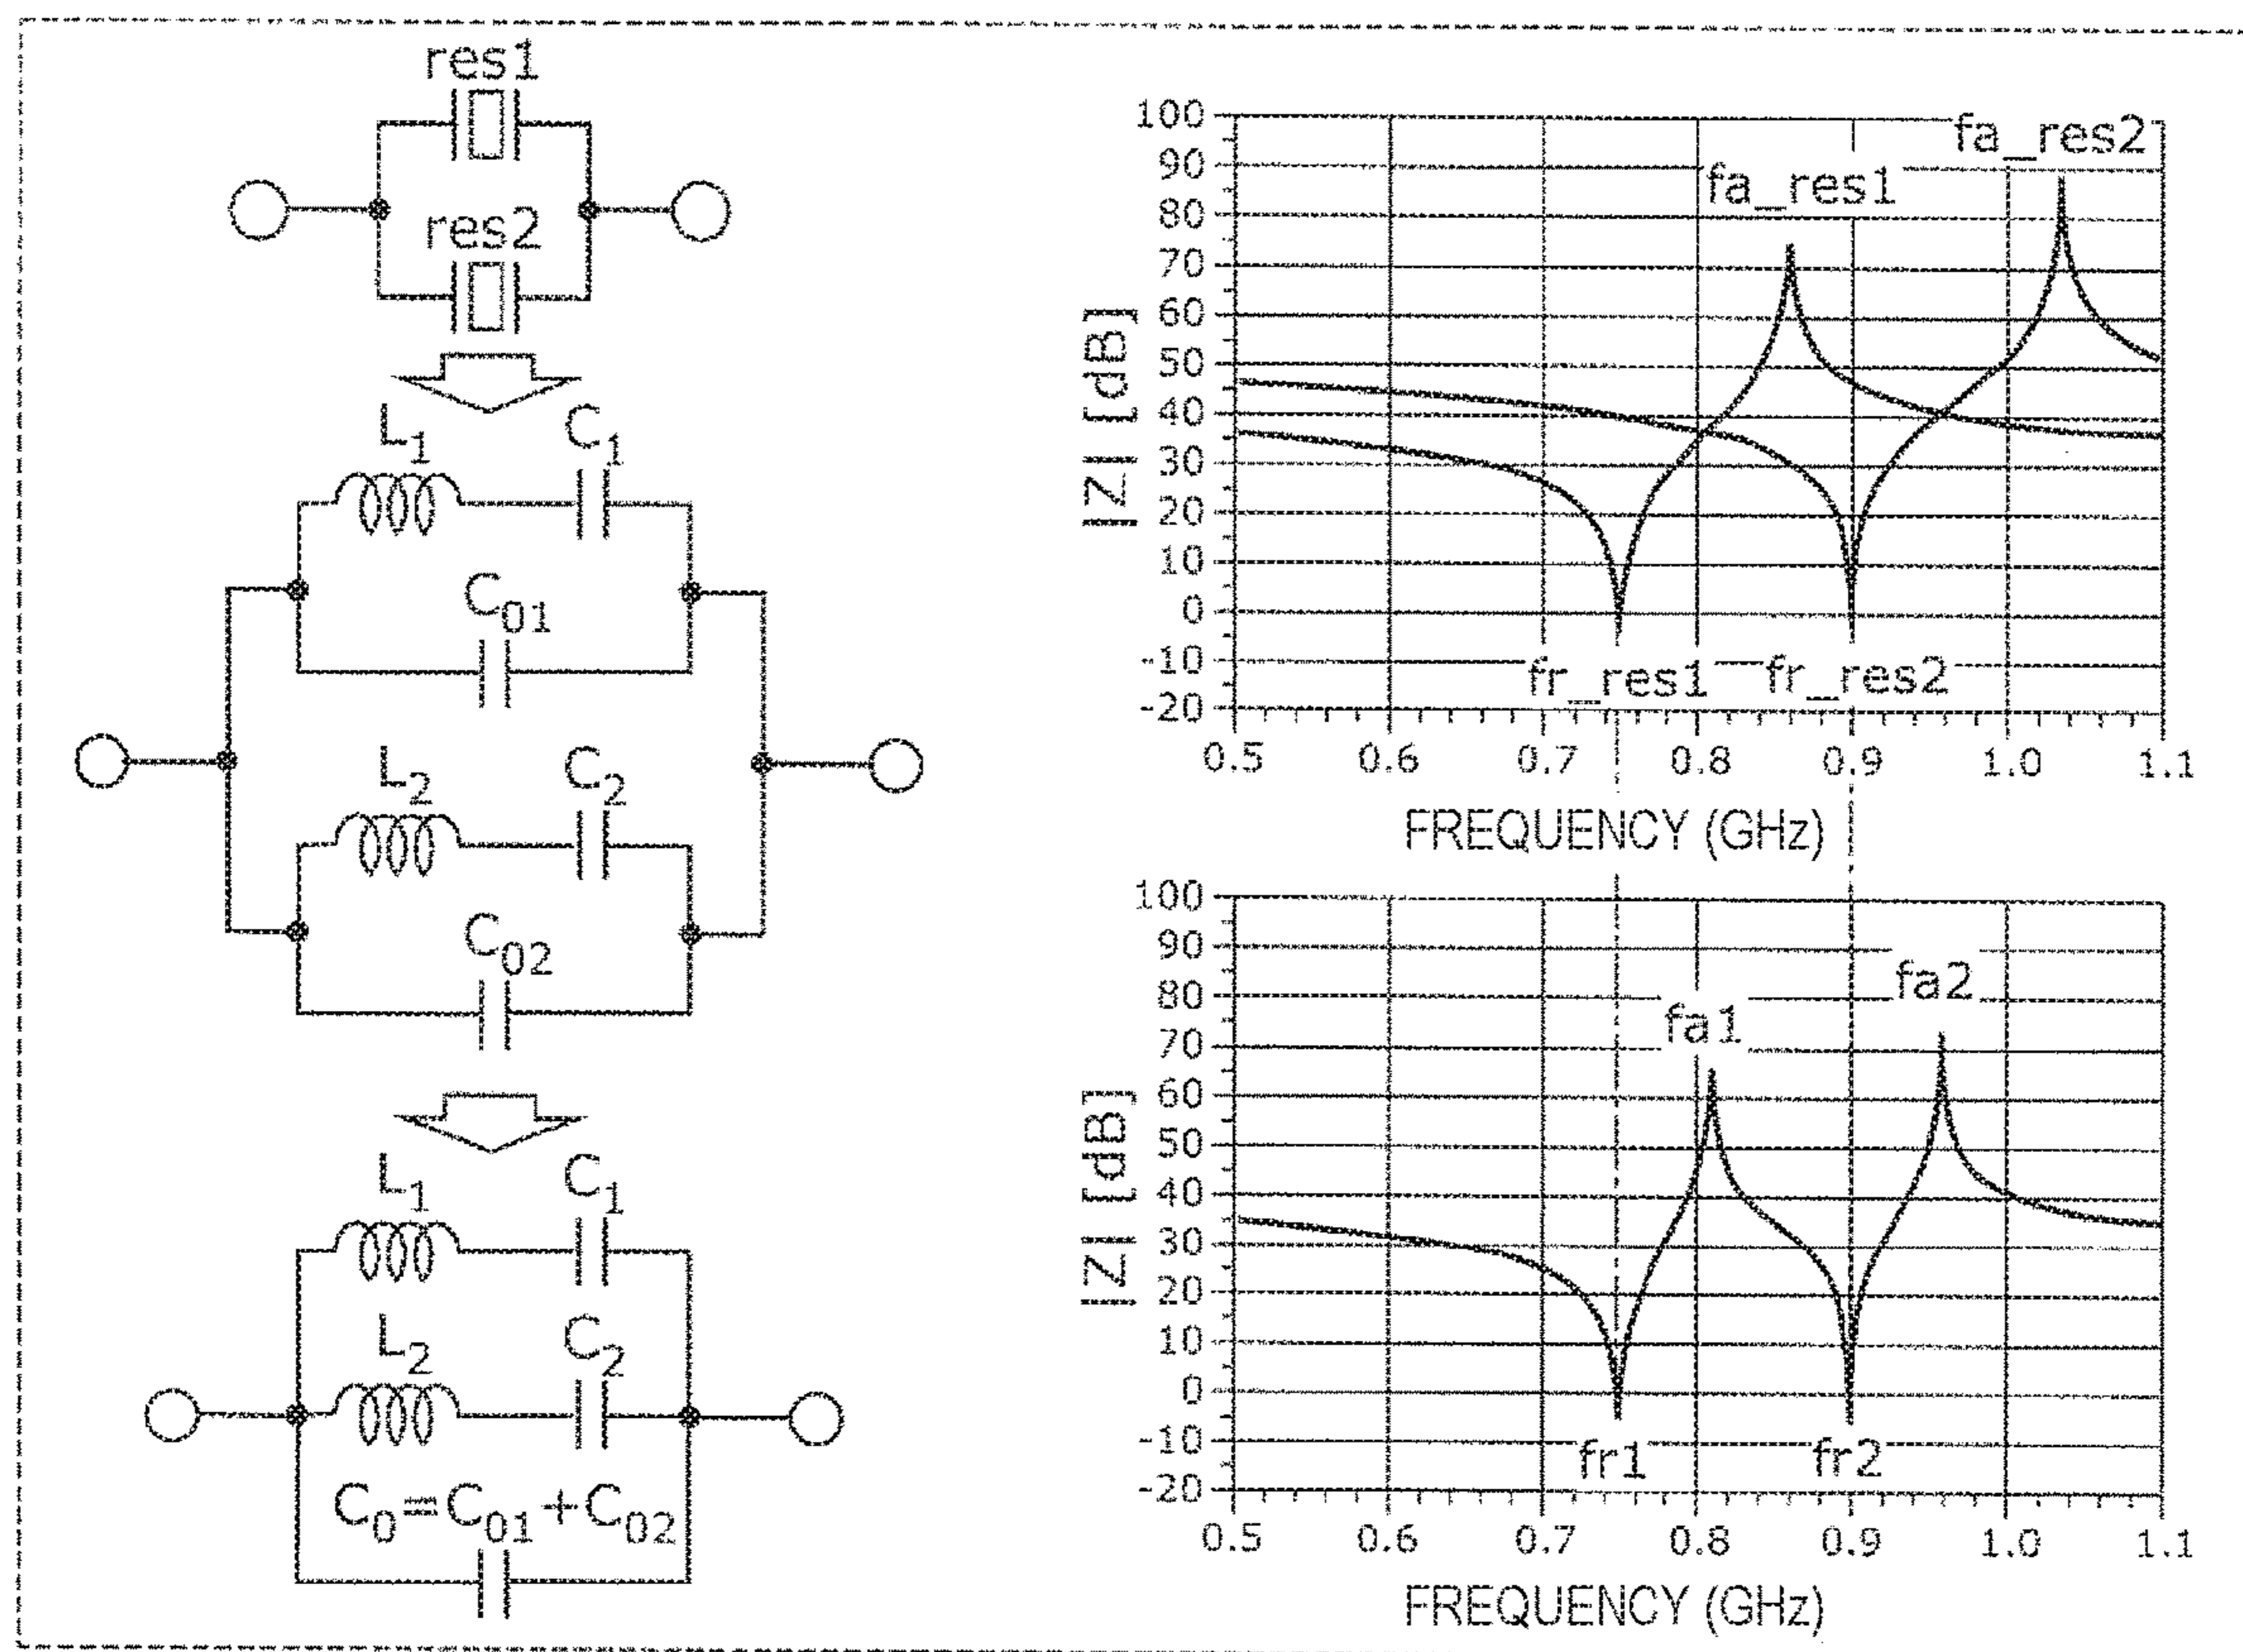 res1
res2
L1
C1
C01
L2
C2
C02
L1
C1
L2
C2
C0=C01+C02
100
90
80
70
60
50
40
30
20
10
0
-10
-20
|Z| [dB]
fa_res2
fa_res1
fr_res1
fr_res2
0.5 0.6 0.7 0.8 0.9 1.0 1.1
FREQUENCY (GHz)
100
90
80
70
60
50
40
30
20
10
0
-10
-20
|Z| [dB]
fa2
fa1
fr1
fr2
0.5 0.6 0.7 0.8 0.9 1.0 1.1
FREQUENCY (GHz)